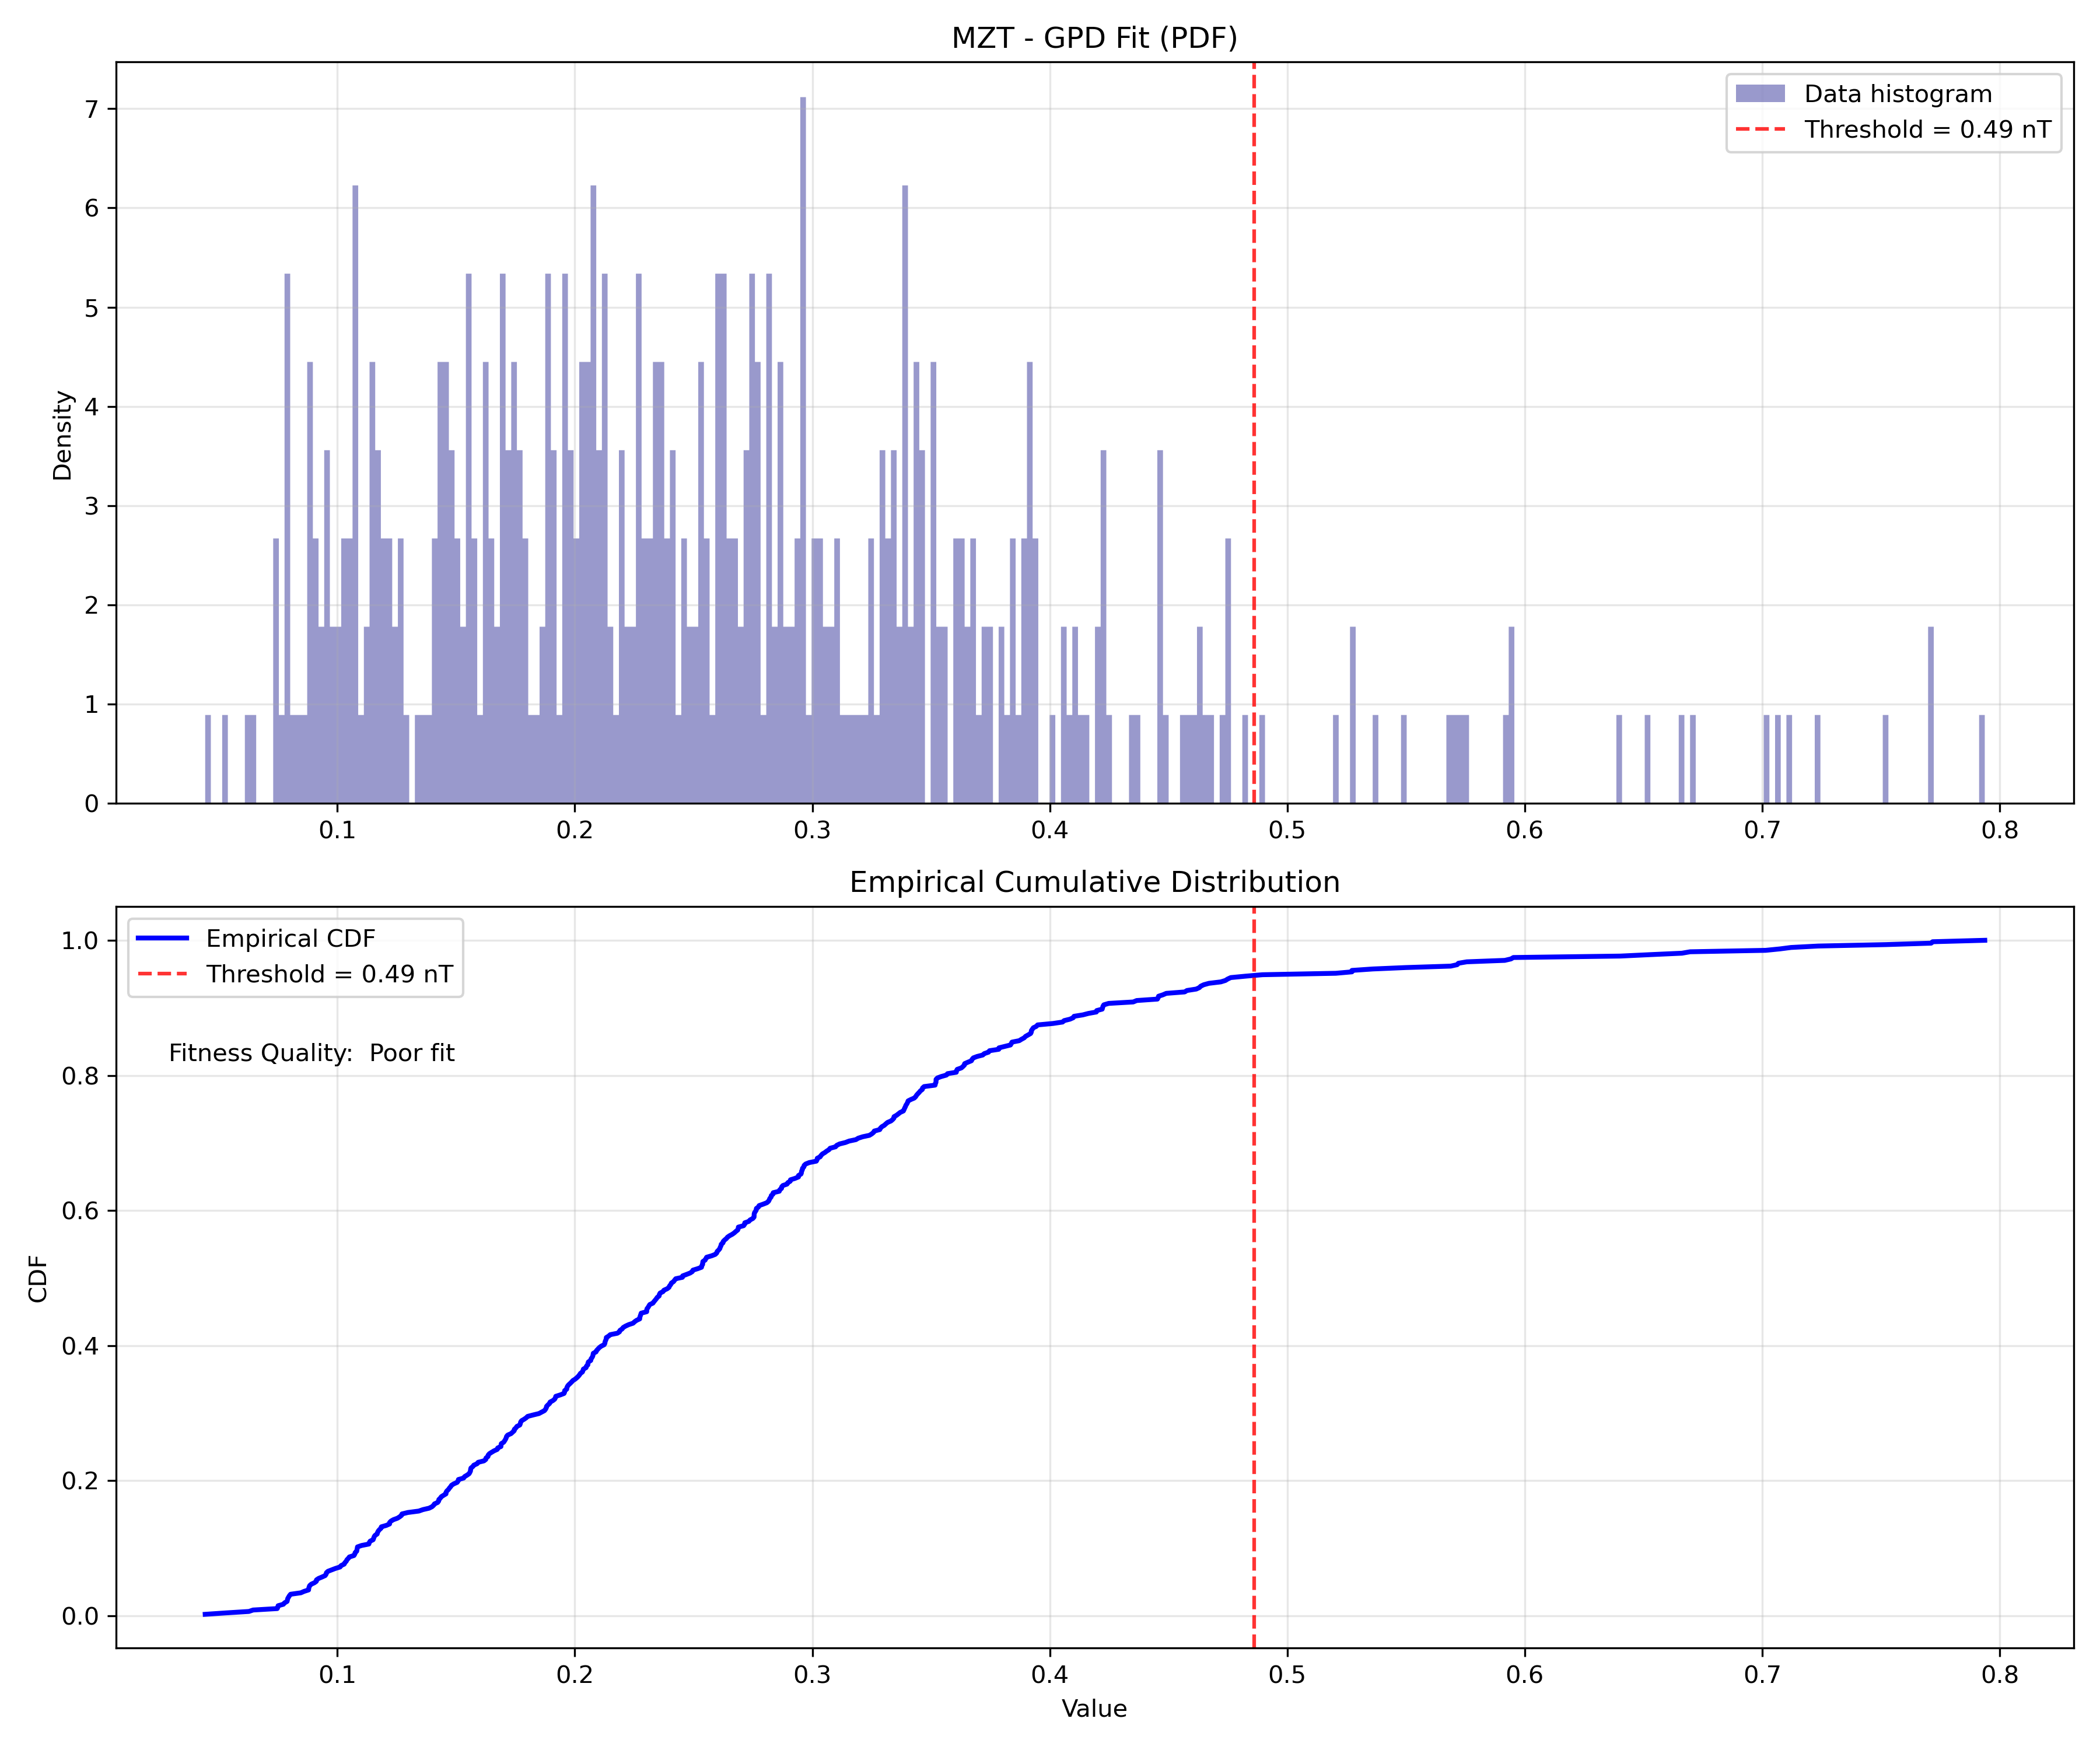 MZT - GPD Fit (PDF)
Density
7
6
5
4
3
2
1
0
Data histogram
Threshold = 0.49 nT
0.1 0.2 0.3 0.4 0.5 0.6 0.7 0.8
Empirical Cumulative Distribution
CDF
1.0
0.8
0.6
0.4
0.2
0.0
Empirical CDF
Threshold = 0.49 nT
Fitness Quality: Poor fit
0.1 0.2 0.3 0.4 0.5 0.6 0.7 0.8
Value